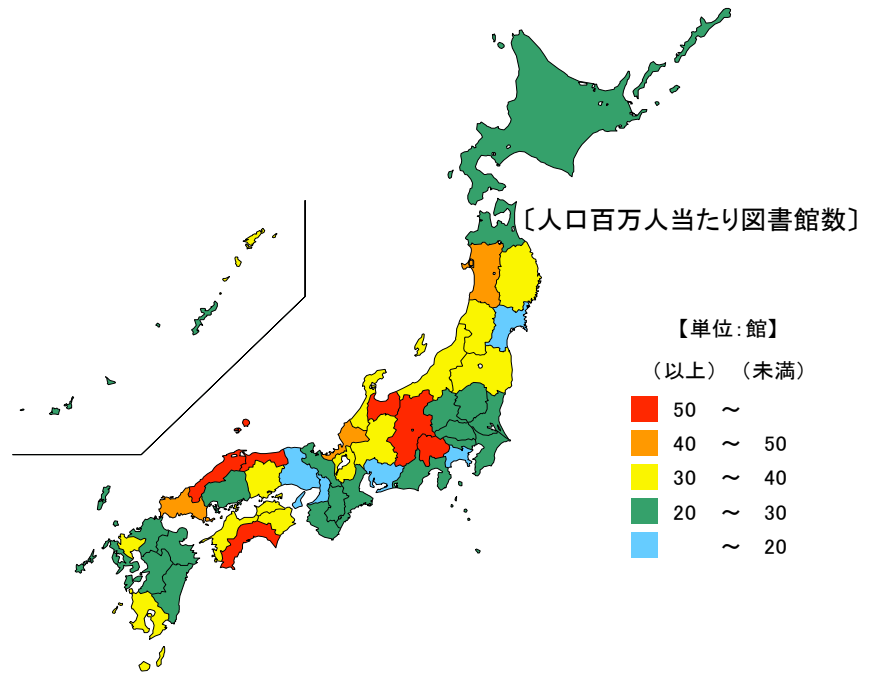 〔人口百万人当たり図書館数〕
【単位:館】
（以上） （未満）
50 ～
40 ～ 50
30 ～ 40
20 ～ 30
～ 20